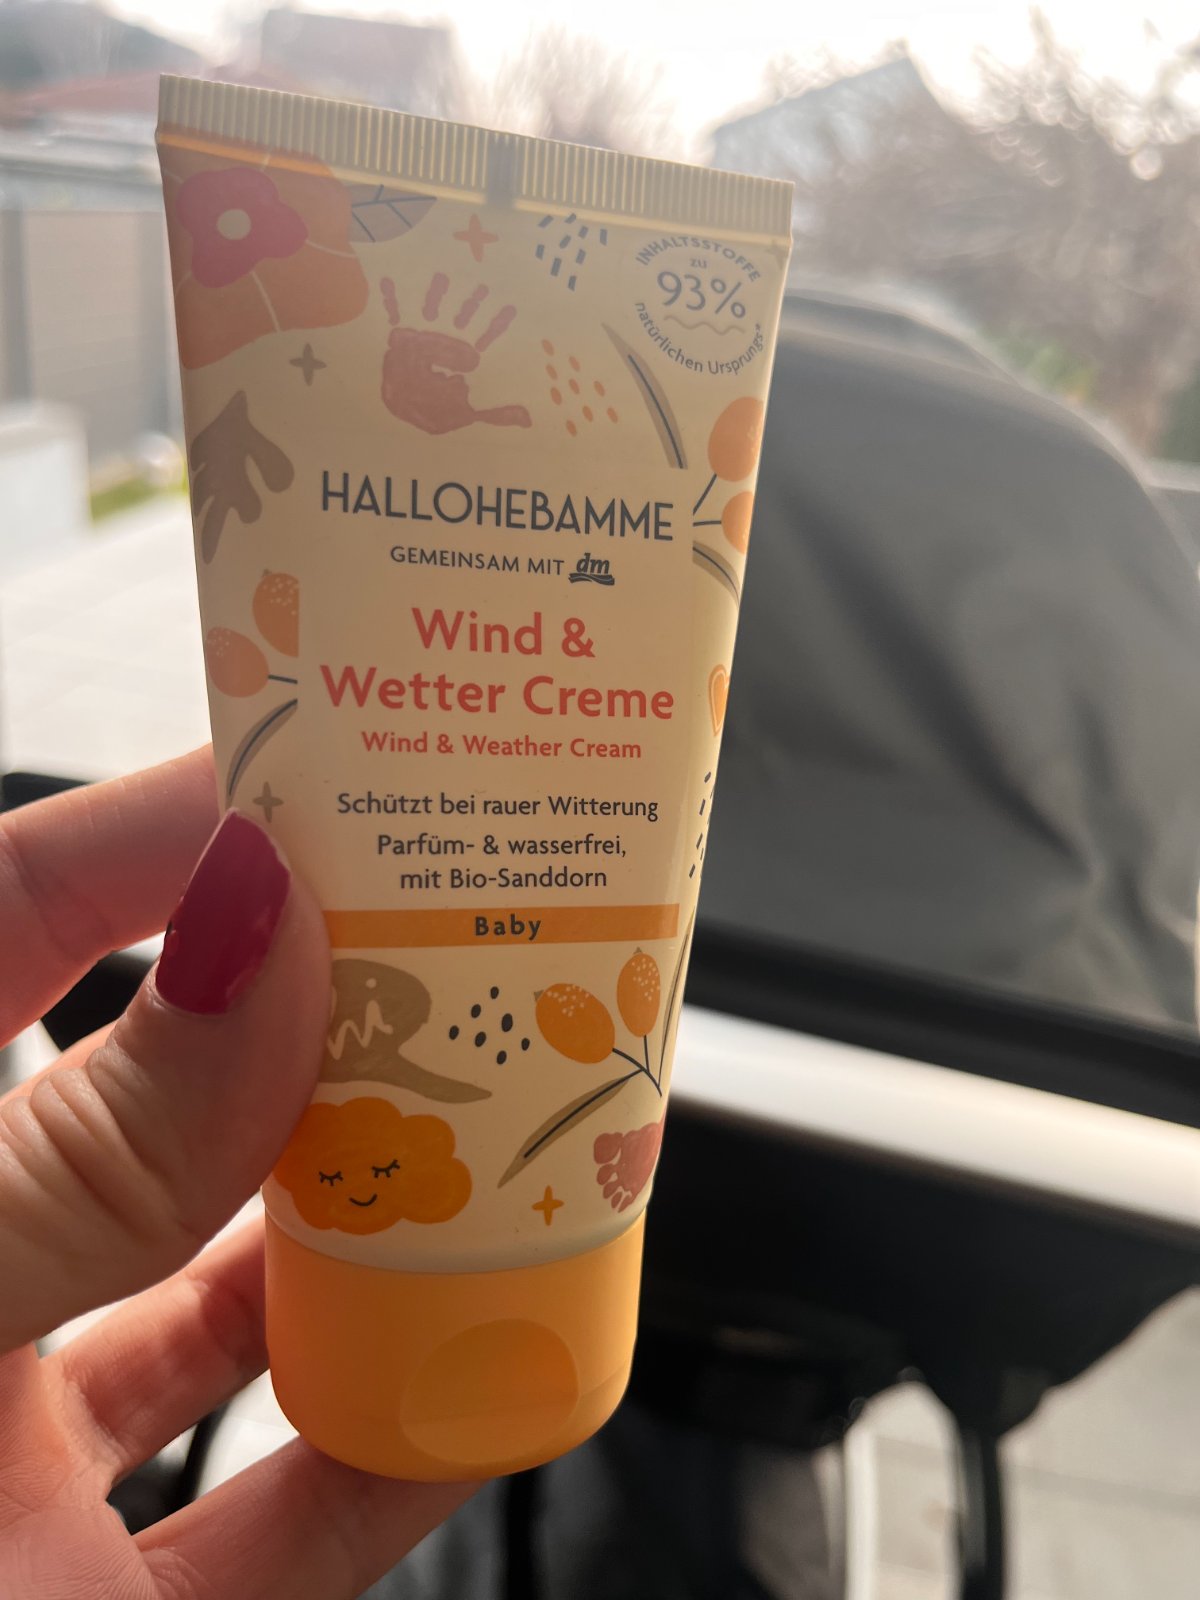 INHALTSSTOFFE
zu
93%
natürlichen Ursprungs*
HALLOHEBAMME
GEMEINSAM MIT dm
Wind &
Wetter Creme
Wind & Weather Cream
Schützt bei rauer Witterung
Parfüm- & wasserfrei,
mit Bio-Sanddorn
Baby